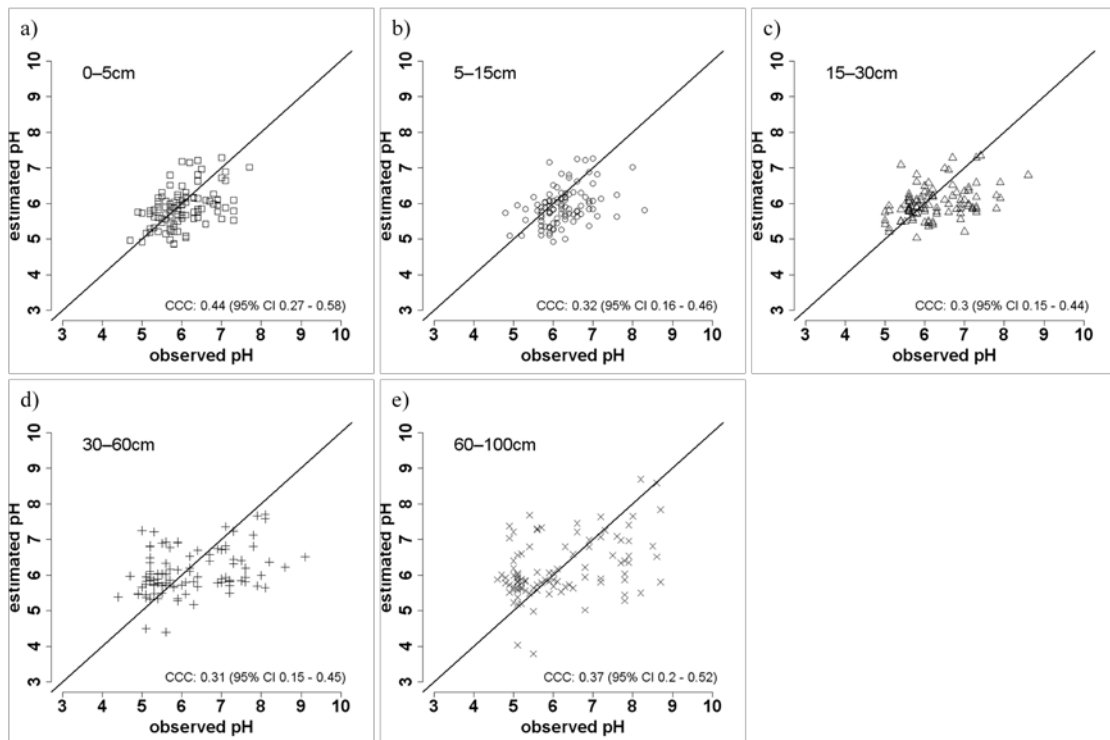 a)
0–5cm
estimated pH
10
9
8
7
6
5
4
3
CCC: 0.44 (95% CI 0.27 - 0.58)
3 4 5 6 7 8 9 10
observed pH
b)
5–15cm
estimated pH
10
9
8
7
6
5
4
3
CCC: 0.32 (95% CI 0.16 - 0.46)
3 4 5 6 7 8 9 10
observed pH
c)
15–30cm
estimated pH
10
9
8
7
6
5
4
3
CCC: 0.3 (95% CI 0.15 - 0.44)
3 4 5 6 7 8 9 10
observed pH
d)
30–60cm
estimated pH
10
9
8
7
6
5
4
3
CCC: 0.31 (95% CI 0.15 - 0.45)
3 4 5 6 7 8 9 10
observed pH
e)
60–100cm
estimated pH
10
9
8
7
6
5
4
3
CCC: 0.37 (95% CI 0.2 - 0.52)
3 4 5 6 7 8 9 10
observed pH